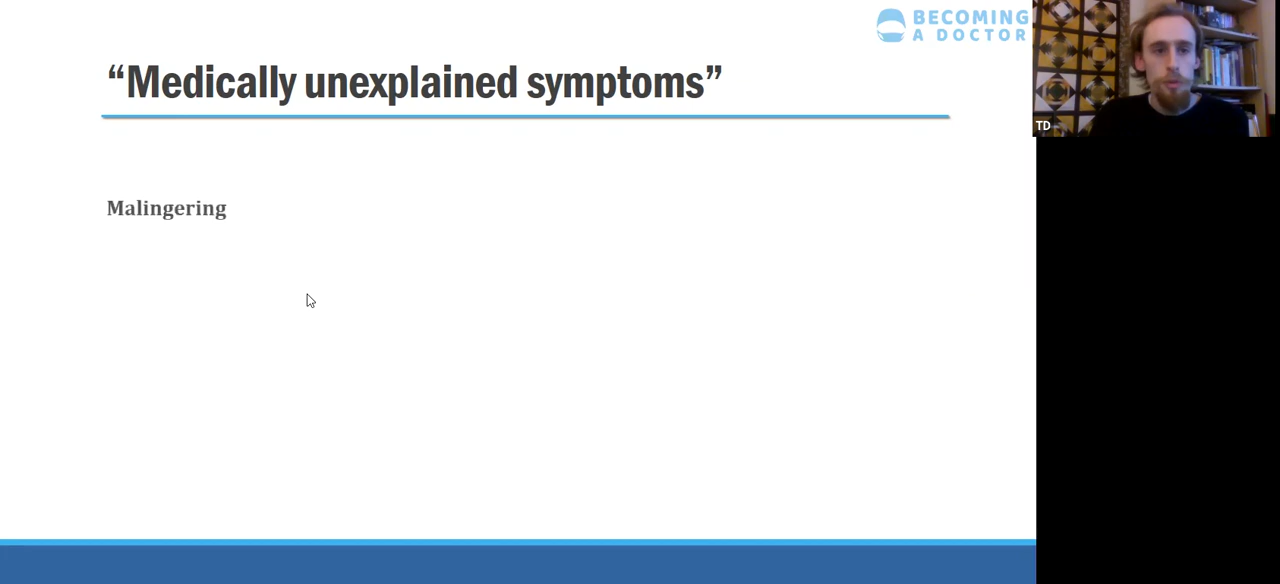 BECOMING
A DOCTOR
“Medically unexplained symptoms”
TD
Malingering